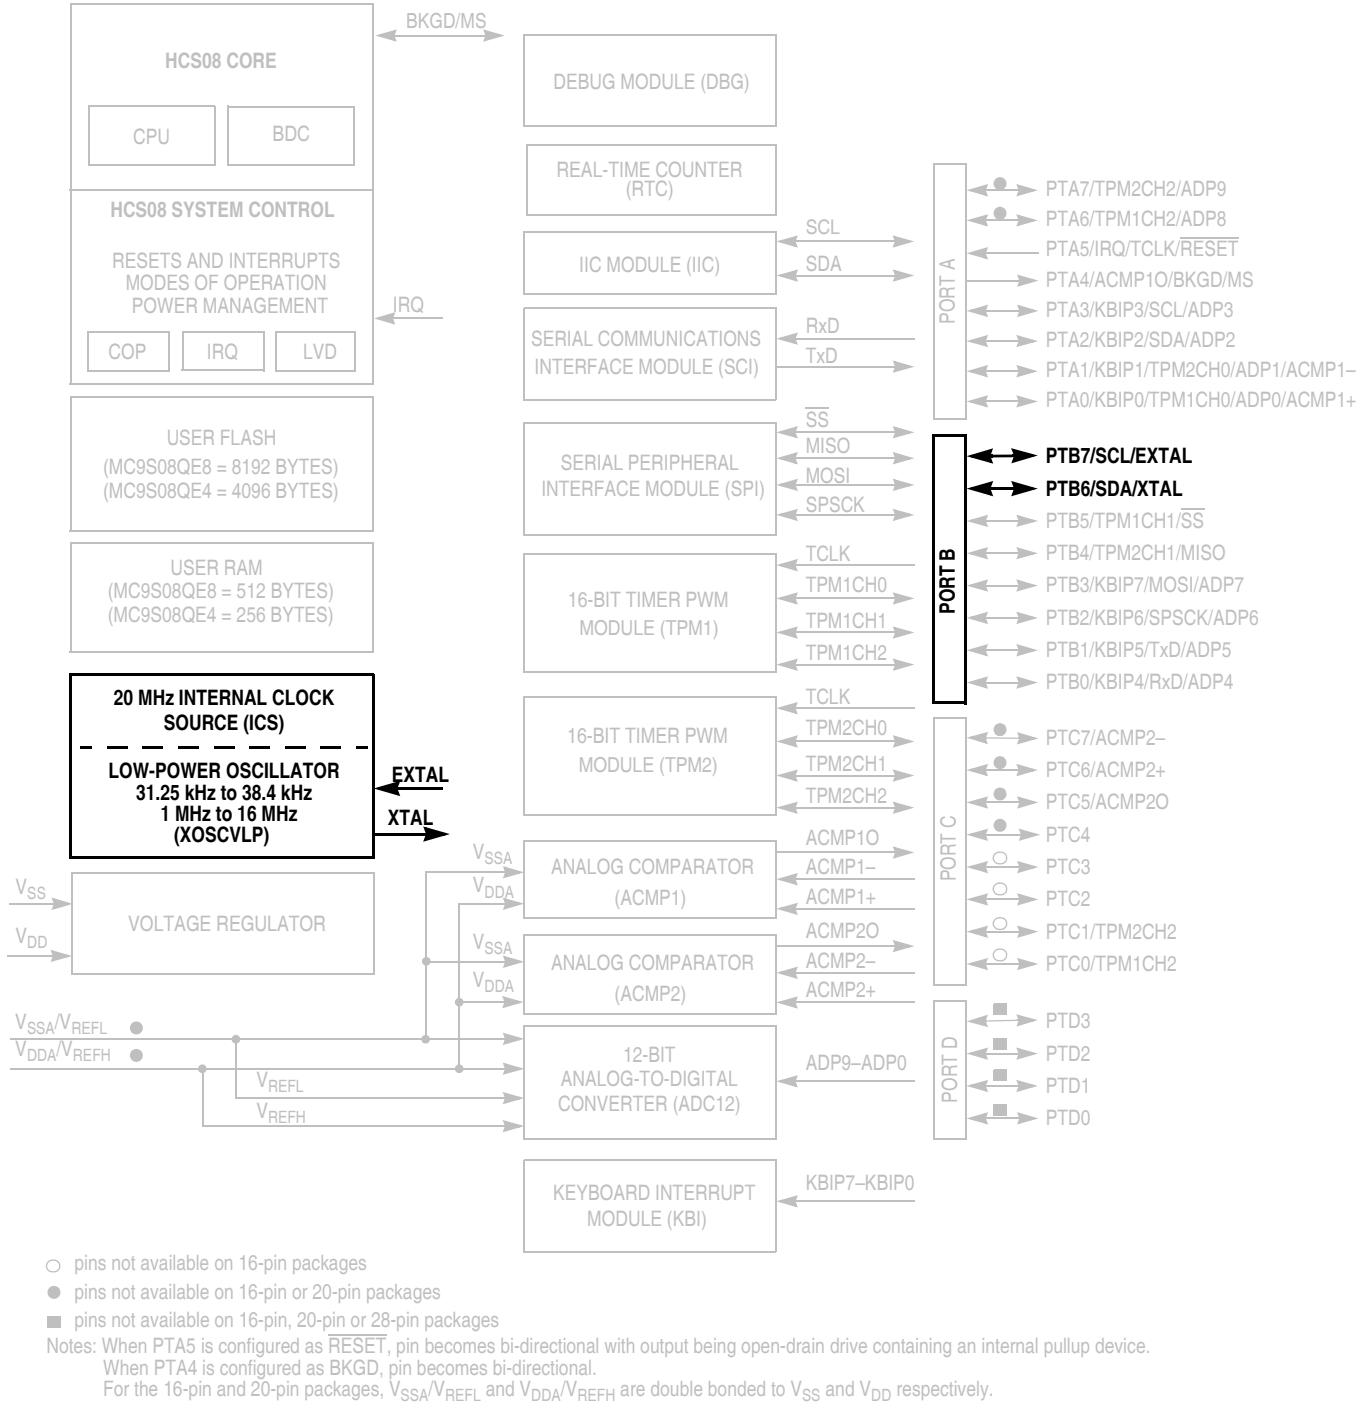 BKGD/MS
HCS08 CORE
CPU
BDC
HCS08 SYSTEM CONTROL
RESETS AND INTERRUPTS
MODES OF OPERATION
POWER MANAGEMENT
IRQ
COP
IRQ
LVD
USER FLASH
(MC9S08QE8 = 8192 BYTES)
(MC9S08QE4 = 4096 BYTES)
USER RAM
(MC9S08QE8 = 512 BYTES)
(MC9S08QE4 = 256 BYTES)
20 MHz INTERNAL CLOCK
SOURCE (ICS)
LOW-POWER OSCILLATOR
31.25 kHz to 38.4 kHz
1 MHz to 16 MHz
(XOSCVLP)
EXTAL
XTAL
VSS
VDD
VOLTAGE REGULATOR
VSSA/VREFL
VDDA/VREFH
VREFL
VREFH
DEBUG MODULE (DBG)
REAL-TIME COUNTER
(RTC)
IIC MODULE (IIC)
SCL
SDA
SERIAL COMMUNICATIONS
INTERFACE MODULE (SCI)
RxD
TxD
SERIAL PERIPHERAL
INTERFACE MODULE (SPI)
SS
MISO
MOSI
SPSCK
16-BIT TIMER PWM
MODULE (TPM1)
TCLK
TPM1CH0
TPM1CH1
TPM1CH2
16-BIT TIMER PWM
MODULE (TPM2)
TCLK
TPM2CH0
TPM2CH1
TPM2CH2
VSSA
VDDA
ANALOG COMPARATOR
(ACMP1)
ACMP1O
ACMP1–
ACMP1+
VSSA
VDDA
ANALOG COMPARATOR
(ACMP2)
ACMP2O
ACMP2–
ACMP2+
12-BIT
ANALOG-TO-DIGITAL
CONVERTER (ADC12)
ADP9–ADP0
KEYBOARD INTERRUPT
MODULE (KBI)
KBIP7–KBIP0
PORT A
PTA7/TPM2CH2/ADP9
PTA6/TPM1CH2/ADP8
PTA5/IRQ/TCLK/RESET
PTA4/ACMP1O/BKGD/MS
PTA3/KBIP3/SCL/ADP3
PTA2/KBIP2/SDA/ADP2
PTA1/KBIP1/TPM2CH0/ADP1/ACMP1–
PTA0/KBIP0/TPM1CH0/ADP0/ACMP1+
PORT B
PTB7/SCL/EXTAL
PTB6/SDA/XTAL
PTB5/TPM1CH1/SS
PTB4/TPM2CH1/MISO
PTB3/KBIP7/MOSI/ADP7
PTB2/KBIP6/SPSCK/ADP6
PTB1/KBIP5/TxD/ADP5
PTB0/KBIP4/RxD/ADP4
PORT C
PTC7/ACMP2–
PTC6/ACMP2+
PTC5/ACMP2O
PTC4
PTC3
PTC2
PTC1/TPM2CH2
PTC0/TPM1CH2
PORT D
PTD3
PTD2
PTD1
PTD0
pins not available on 16-pin packages
pins not available on 16-pin or 20-pin packages
pins not available on 16-pin, 20-pin or 28-pin packages
Notes: When PTA5 is configured as RESET, pin becomes bi-directional with output being open-drain drive containing an internal pullup device.
When PTA4 is configured as BKGD, pin becomes bi-directional.
For the 16-pin and 20-pin packages, VSSA/VREFL and VDDA/VREFH are double bonded to VSS and VDD respectively.